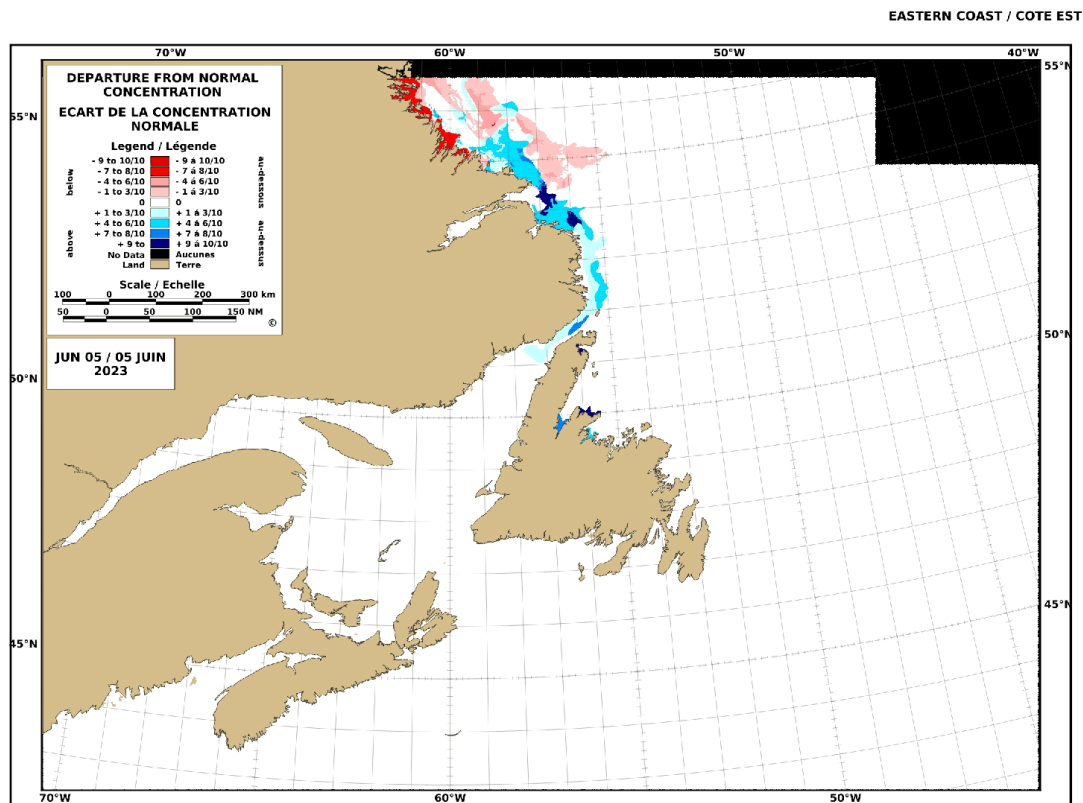 EASTERN COAST / COTE EST
70°W 60°W 50°W 40°W
55°N
55°N
50°N
50°N
45°N
45°N
70°W 60°W 50°W
DEPARTURE FROM NORMAL
CONCENTRATION
ECART DE LA CONCENTRATION
NORMALE
Legend / Légende
- 9 to 10/10 - 9 á 10/10
- 7 to 8/10 - 7 á 8/10
- 4 to 6/10 - 4 á 6/10
- 1 to 3/10 - 1 á 3/10
0 0
+ 1 to 3/10 + 1 á 3/10
+ 4 to 6/10 + 4 á 6/10
+ 7 to 8/10 + 7 á 8/10
+ 9 to + 9 á 10/10
No Data Aucunes
Land Terre
below
above
au-dessous
au-dessus
Scale / Echelle
100 0 100 200 300 km
50 0 50 100 150 NM
©
JUN 05 / 05 JUIN
2023